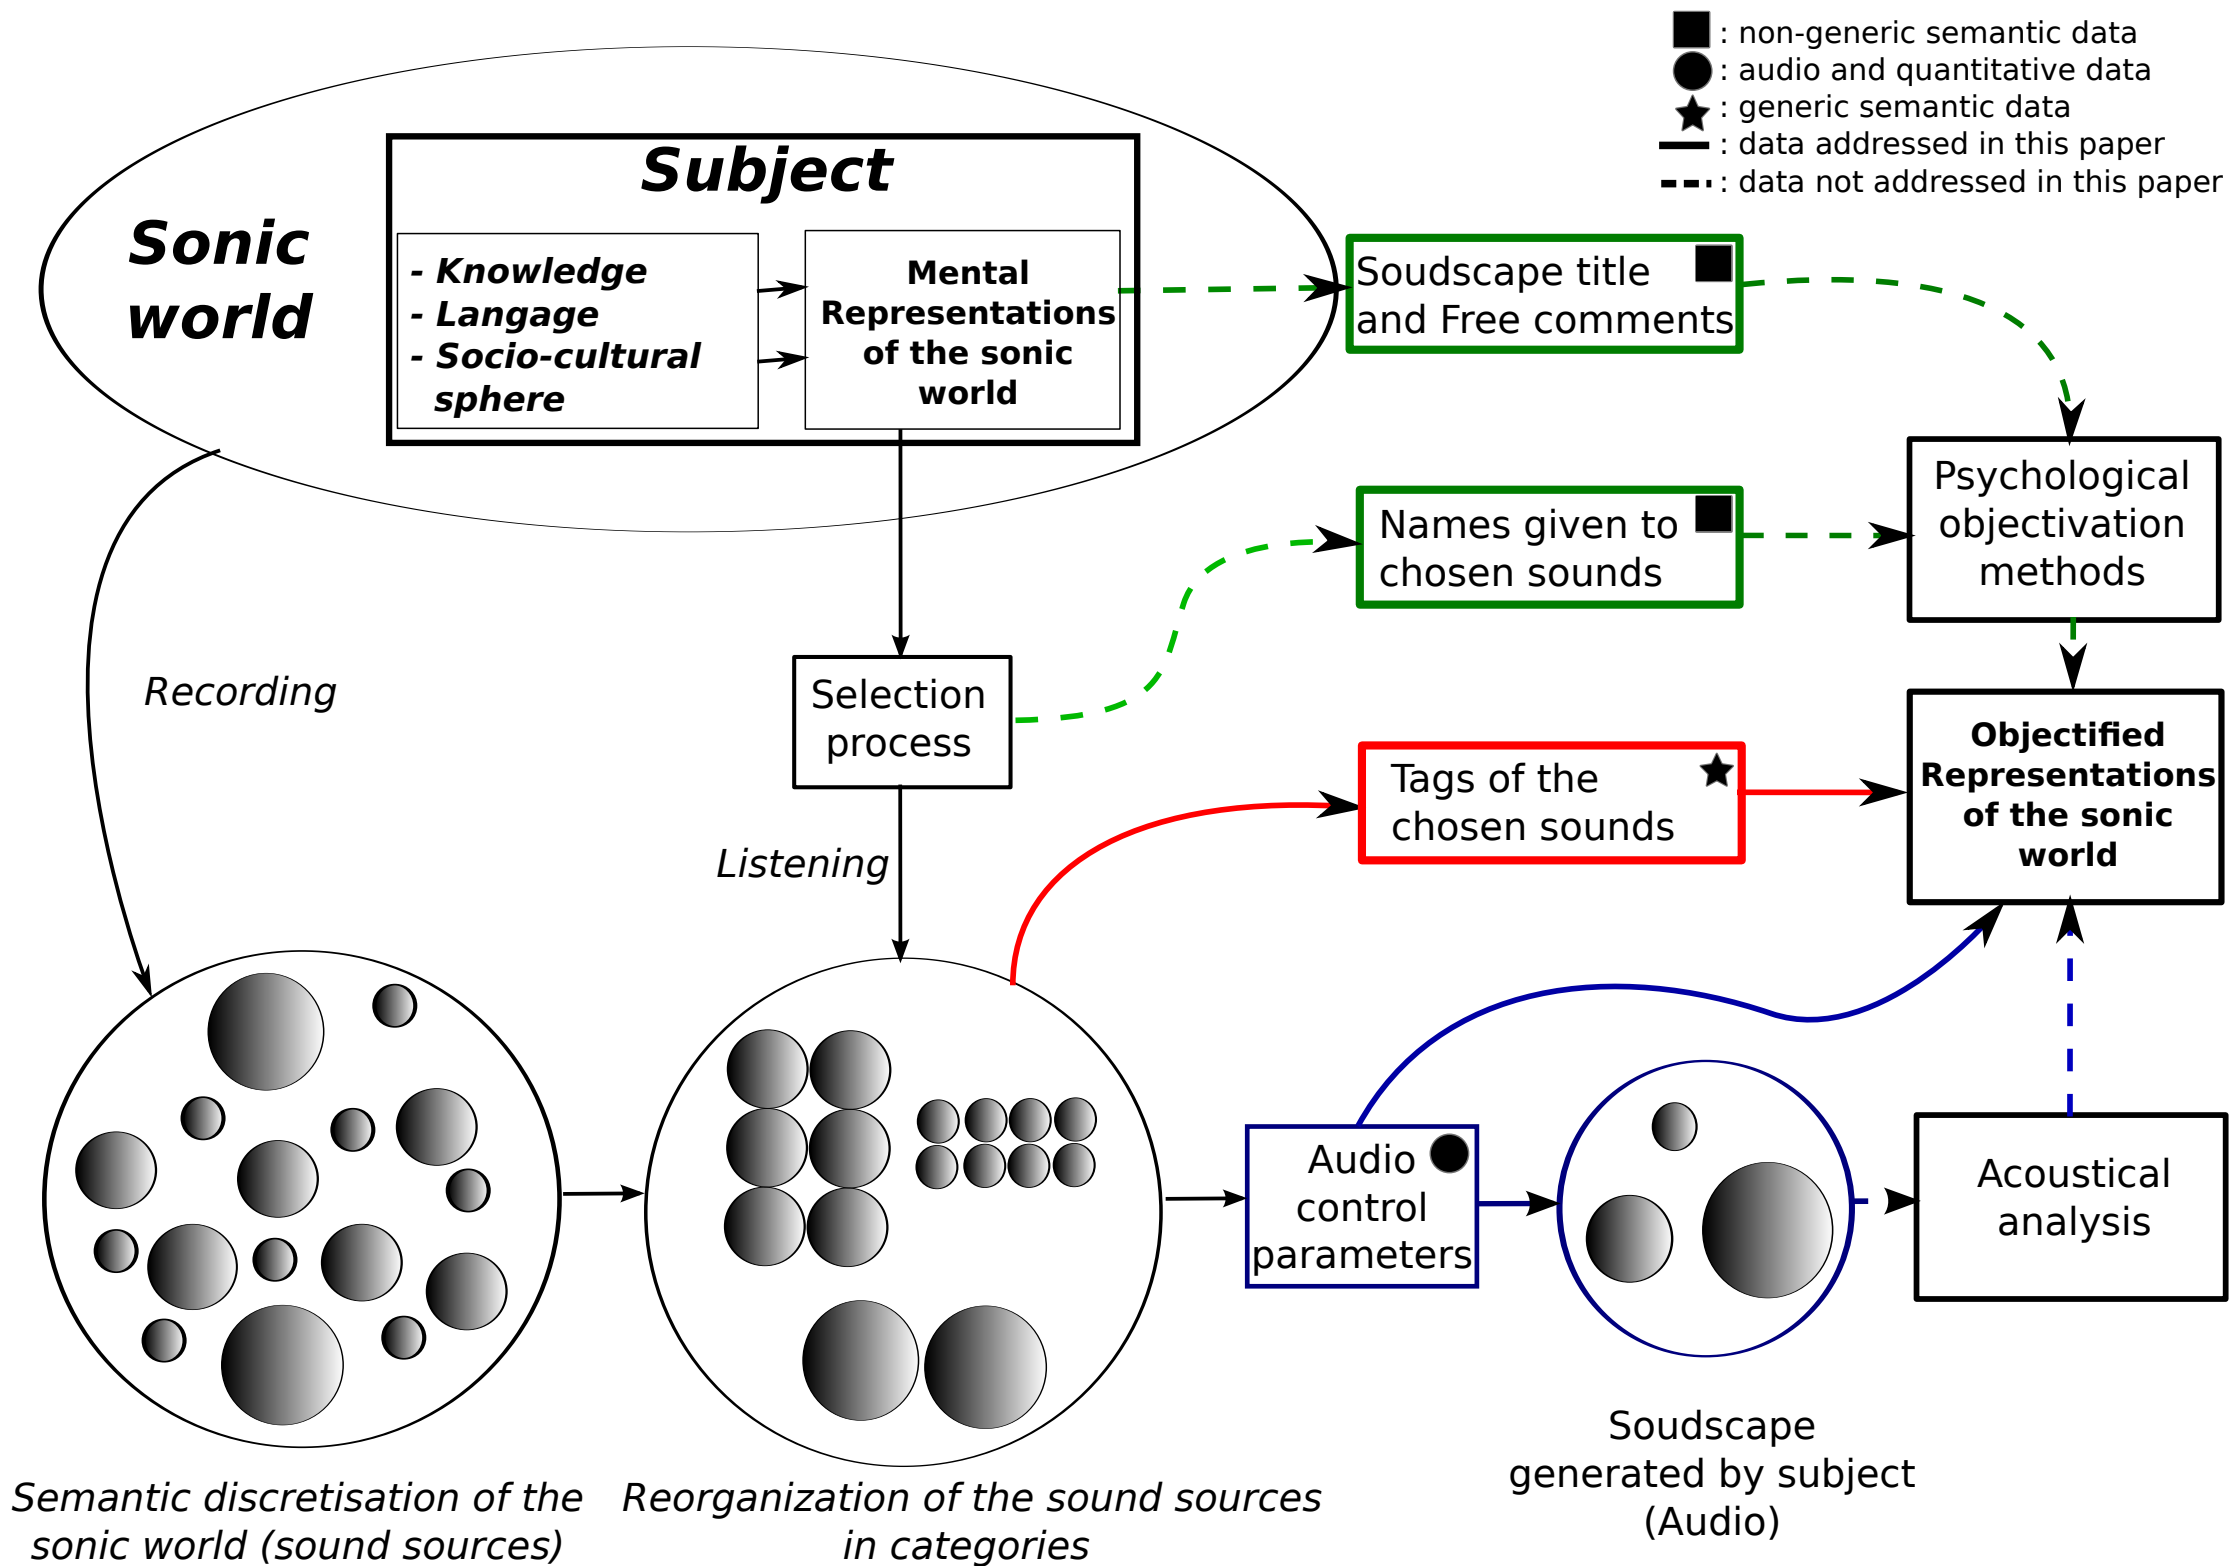 : non-generic semantic data
: audio and quantitative data
: generic semantic data
: data addressed in this paper
: data not addressed in this paper
Subject
Sonic
world
- Knowledge
- Langage
- Socio-cultural
sphere
Mental
Representations
of the sonic
world
Soudscape title
and Free comments
Names given to
chosen sounds
Psychological
objectivation
methods
Recording
Selection
process
Listening
Tags of the
chosen sounds
Objectified
Representations
of the sonic
world
Audio
control
parameters
Acoustical
analysis
Soudscape
generated by subject
(Audio)
Semantic discretisation of the
sonic world (sound sources)
Reorganization of the sound sources
in categories